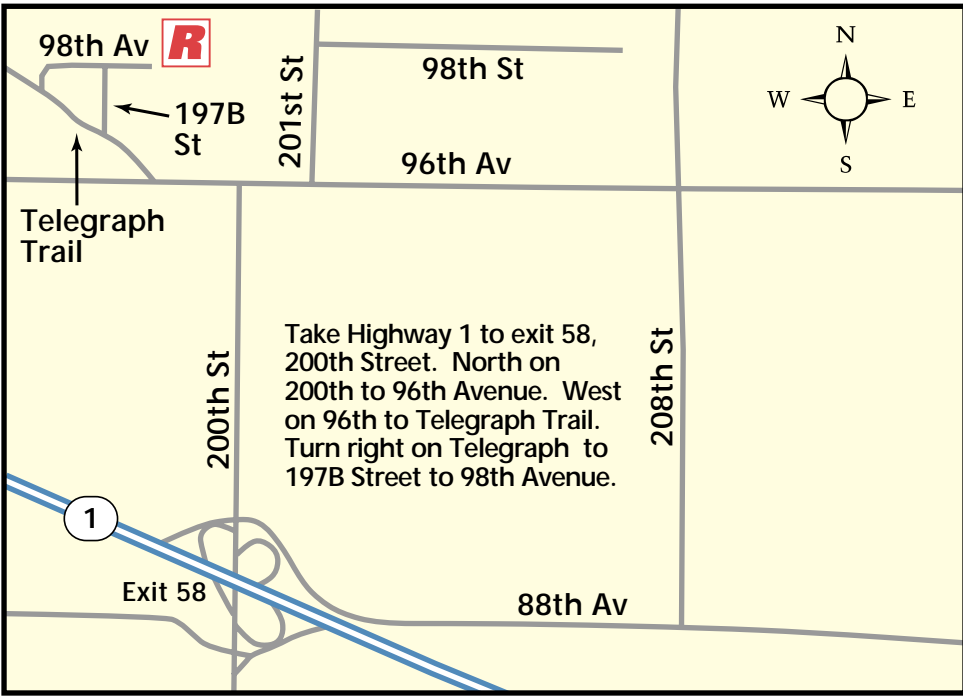 98th Av
R
197B
St
201st St
98th St
N
W
E
S
96th Av
Telegraph
Trail
200th St
Take Highway 1 to exit 58,
200th Street.  North on
200th to 96th Avenue.  West
on 96th to Telegraph Trail.
Turn right on Telegraph  to
197B Street to 98th Avenue.
208th St
1
Exit 58
88th Av